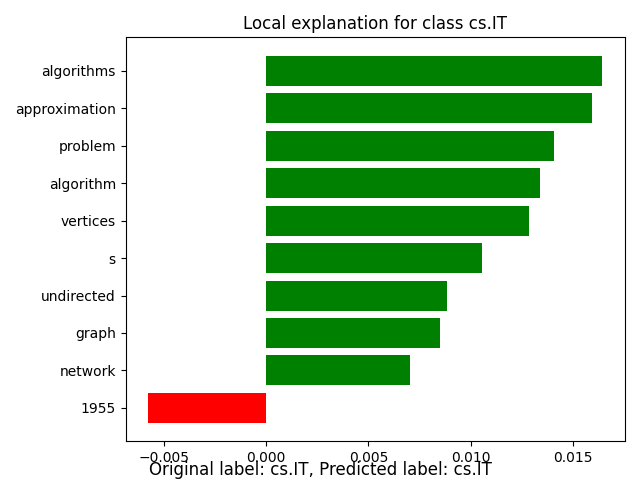 Local explanation for class cs.IT
algorithms
approximation
problem
algorithm
vertices
s
undirected
graph
network
1955
−0.005 0.000 0.005 0.010 0.015
Original label: cs.IT, Predicted label: cs.IT